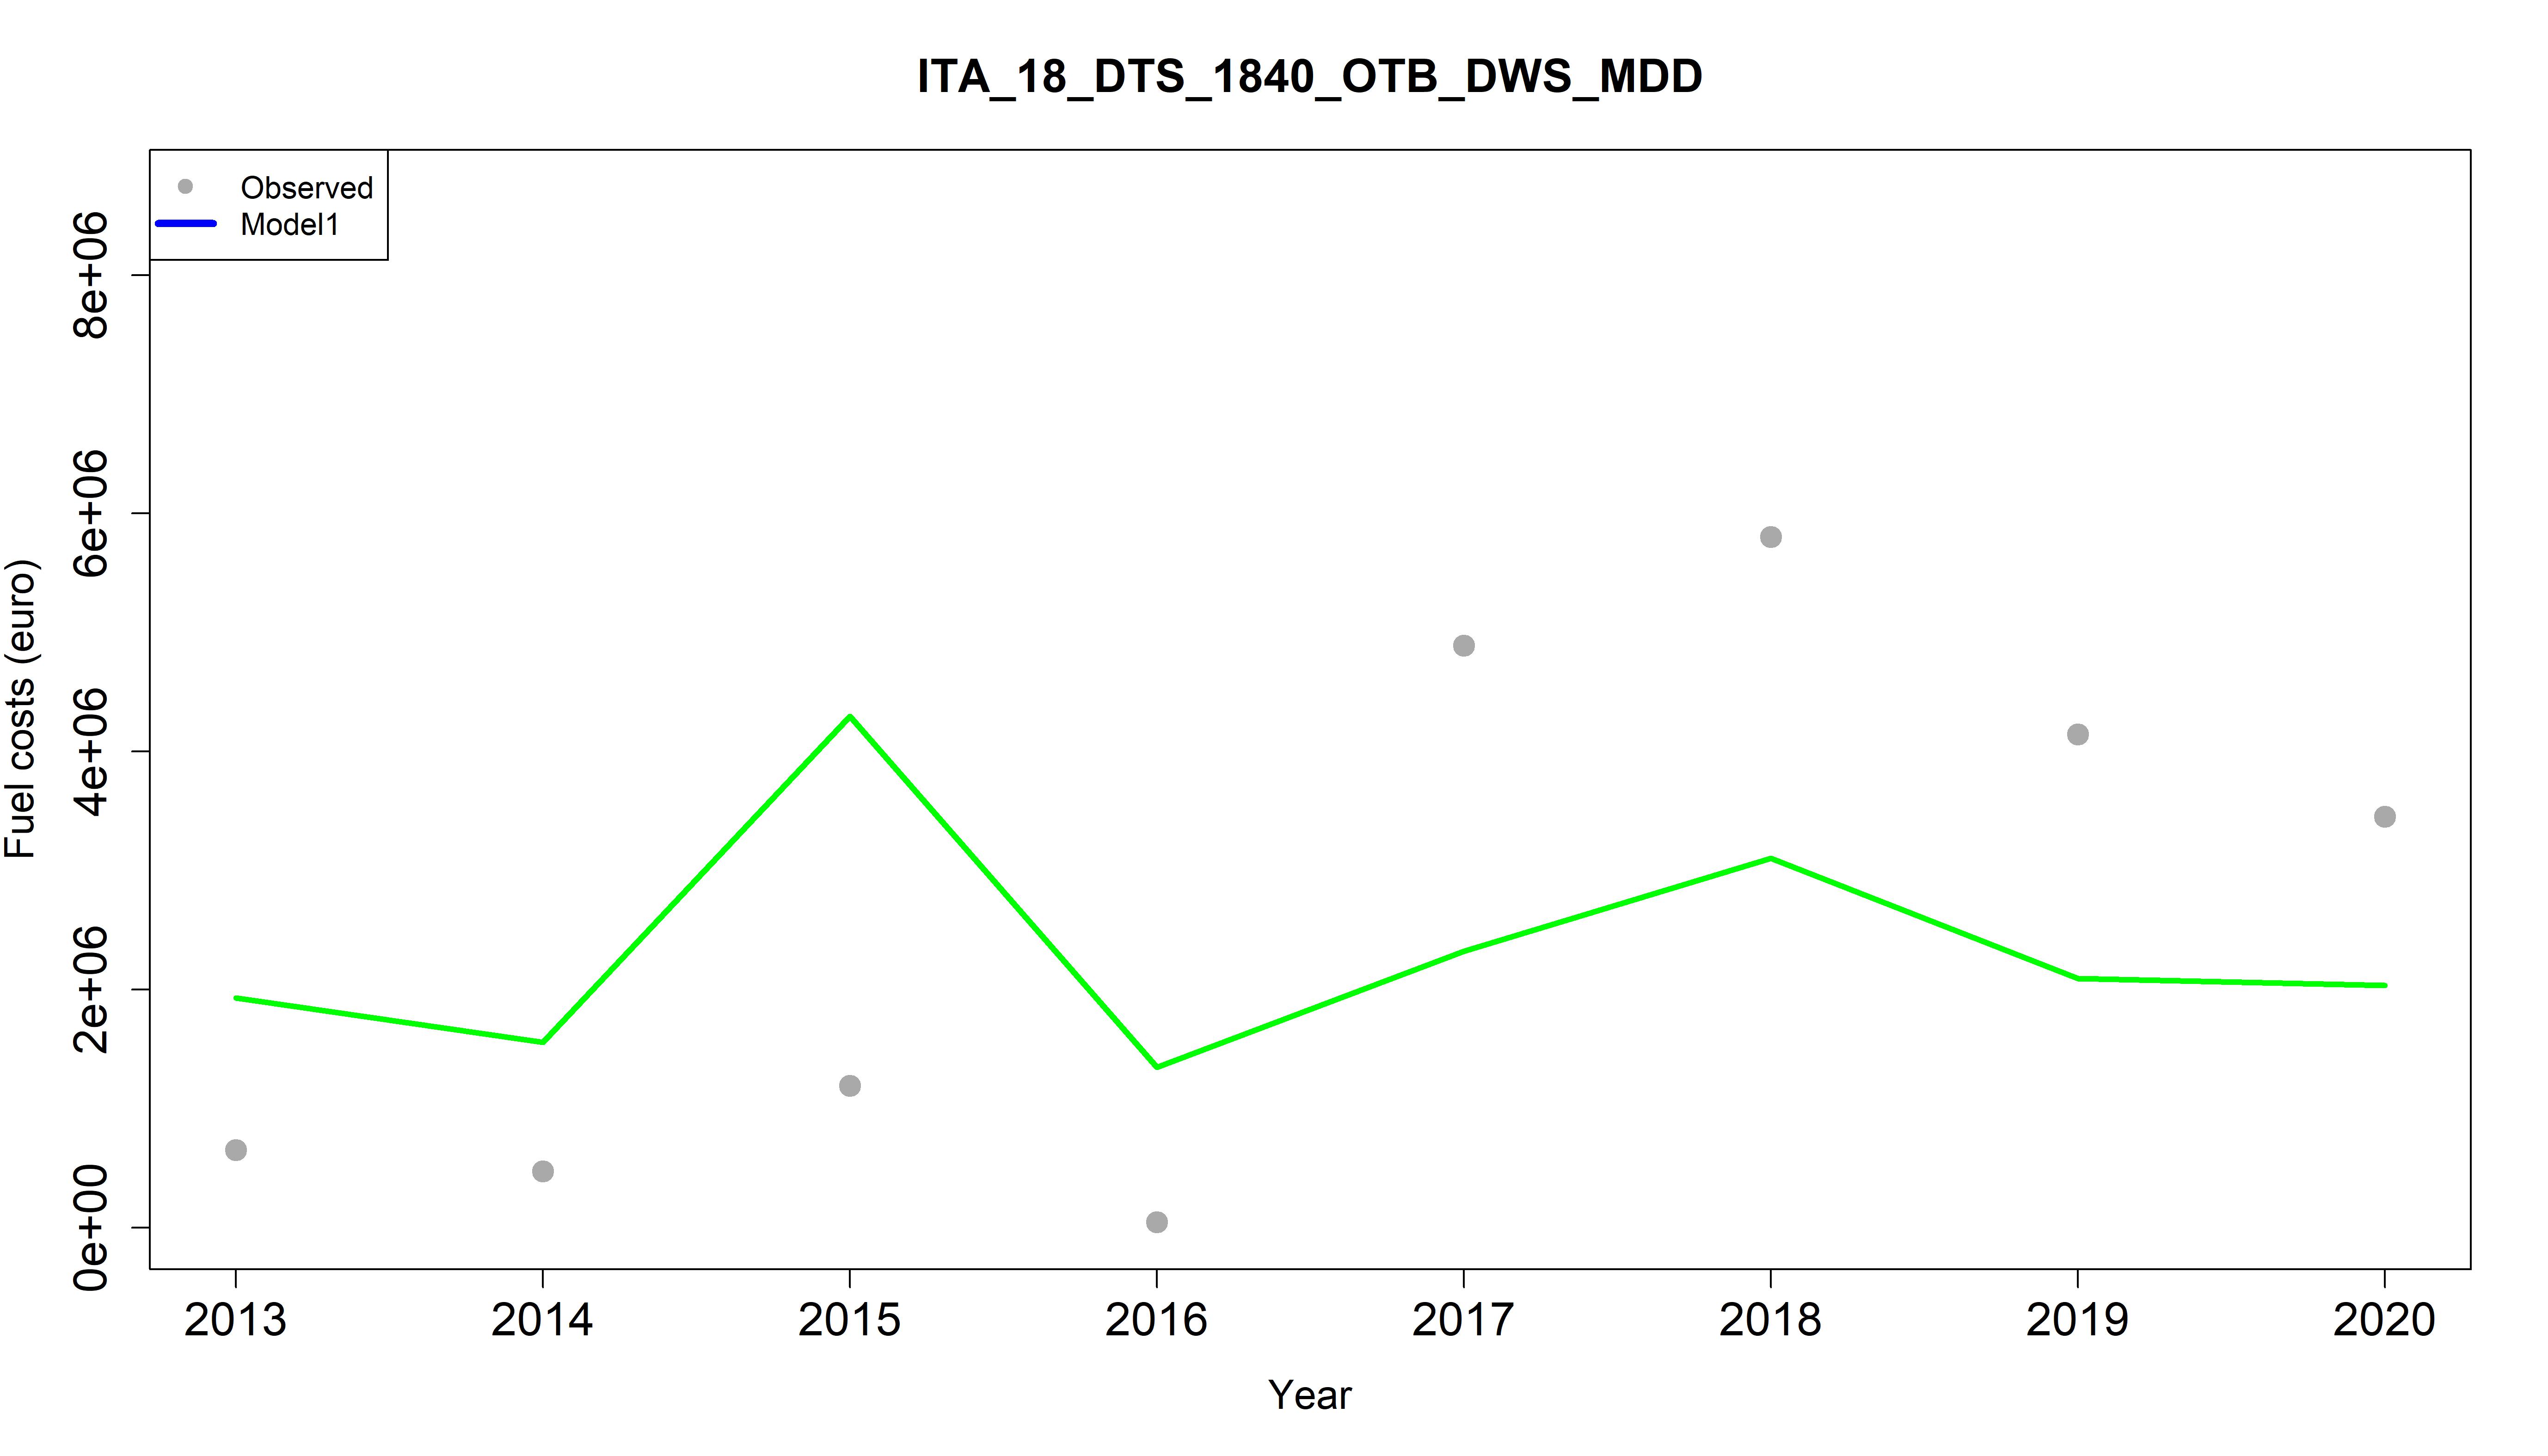 ITA_18_DTS_1840_OTB_DWS_MDD
Observed
Model1
Fuel costs (euro)
8e+06
6e+06
4e+06
2e+06
0e+00
2013 2014 2015 2016 2017 2018 2019 2020
Year